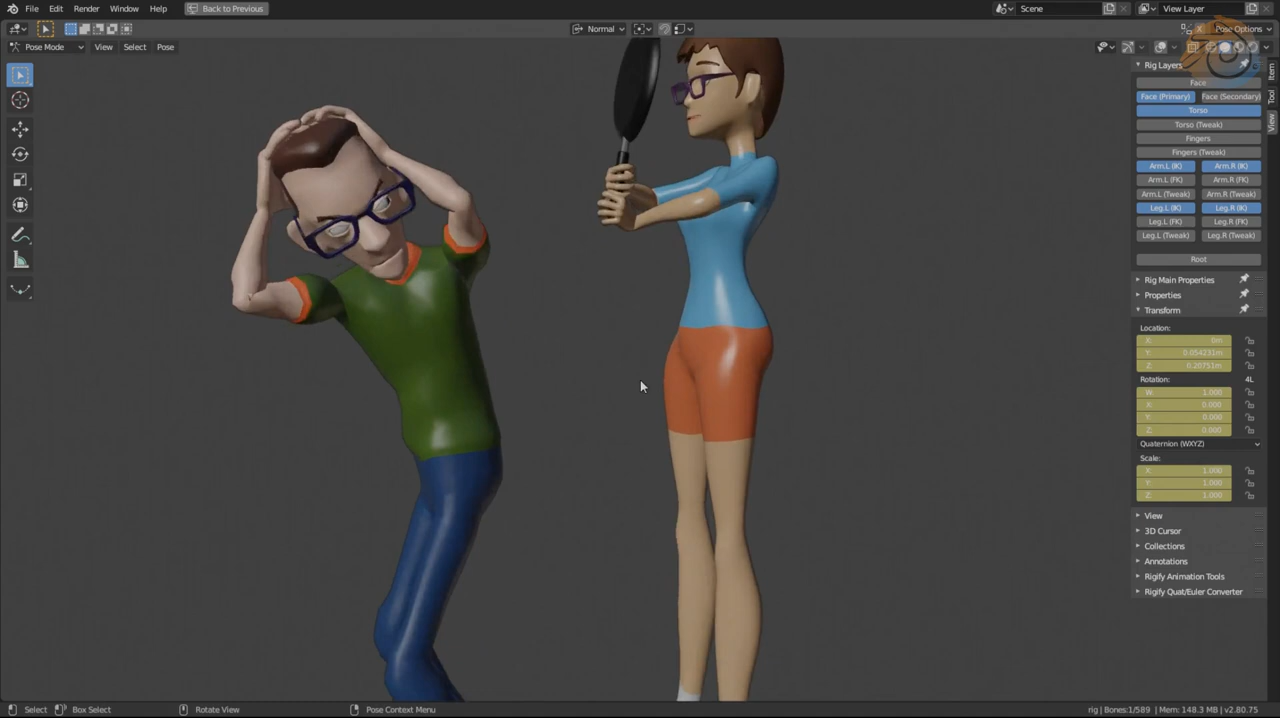 File Edit Render Window Help Back to Previous Scene View Layer
Normal Pose Options
Pose Mode View Select Pose
Rig Layers
Face
Face (Primary) Face (Secondary)
Torso
Torso (Tweak)
Fingers
Fingers (Tweak)
Arm.L (IK) Arm.R (IK)
Arm.L (FK) Arm.R (FK)
Arm.L (Tweak) Arm.R (Tweak)
Leg.L (IK) Leg.R (IK)
Leg.L (FK) Leg.R (FK)
Leg.L (Tweak) Leg.R (Tweak)
Root
Rig Main Properties
Properties
Transform
Location:
X: 0m
Y: 0.054231m
Z: 0.20751m
Rotation: 4L
W: 1.000
X: 0.000
Y: 0.000
Z: 0.000
Quaternion (WXYZ)
Scale:
X: 1.000
Y: 1.000
Z: 1.000
View
3D Cursor
Collections
Annotations
Rigify Animation Tools
Rigify Quat/Euler Converter
Item
Tool
View
Select Box Select Rotate View Pose Context Menu rig | Bones:1/589 | Mem: 148.3 MB | v2.80.75